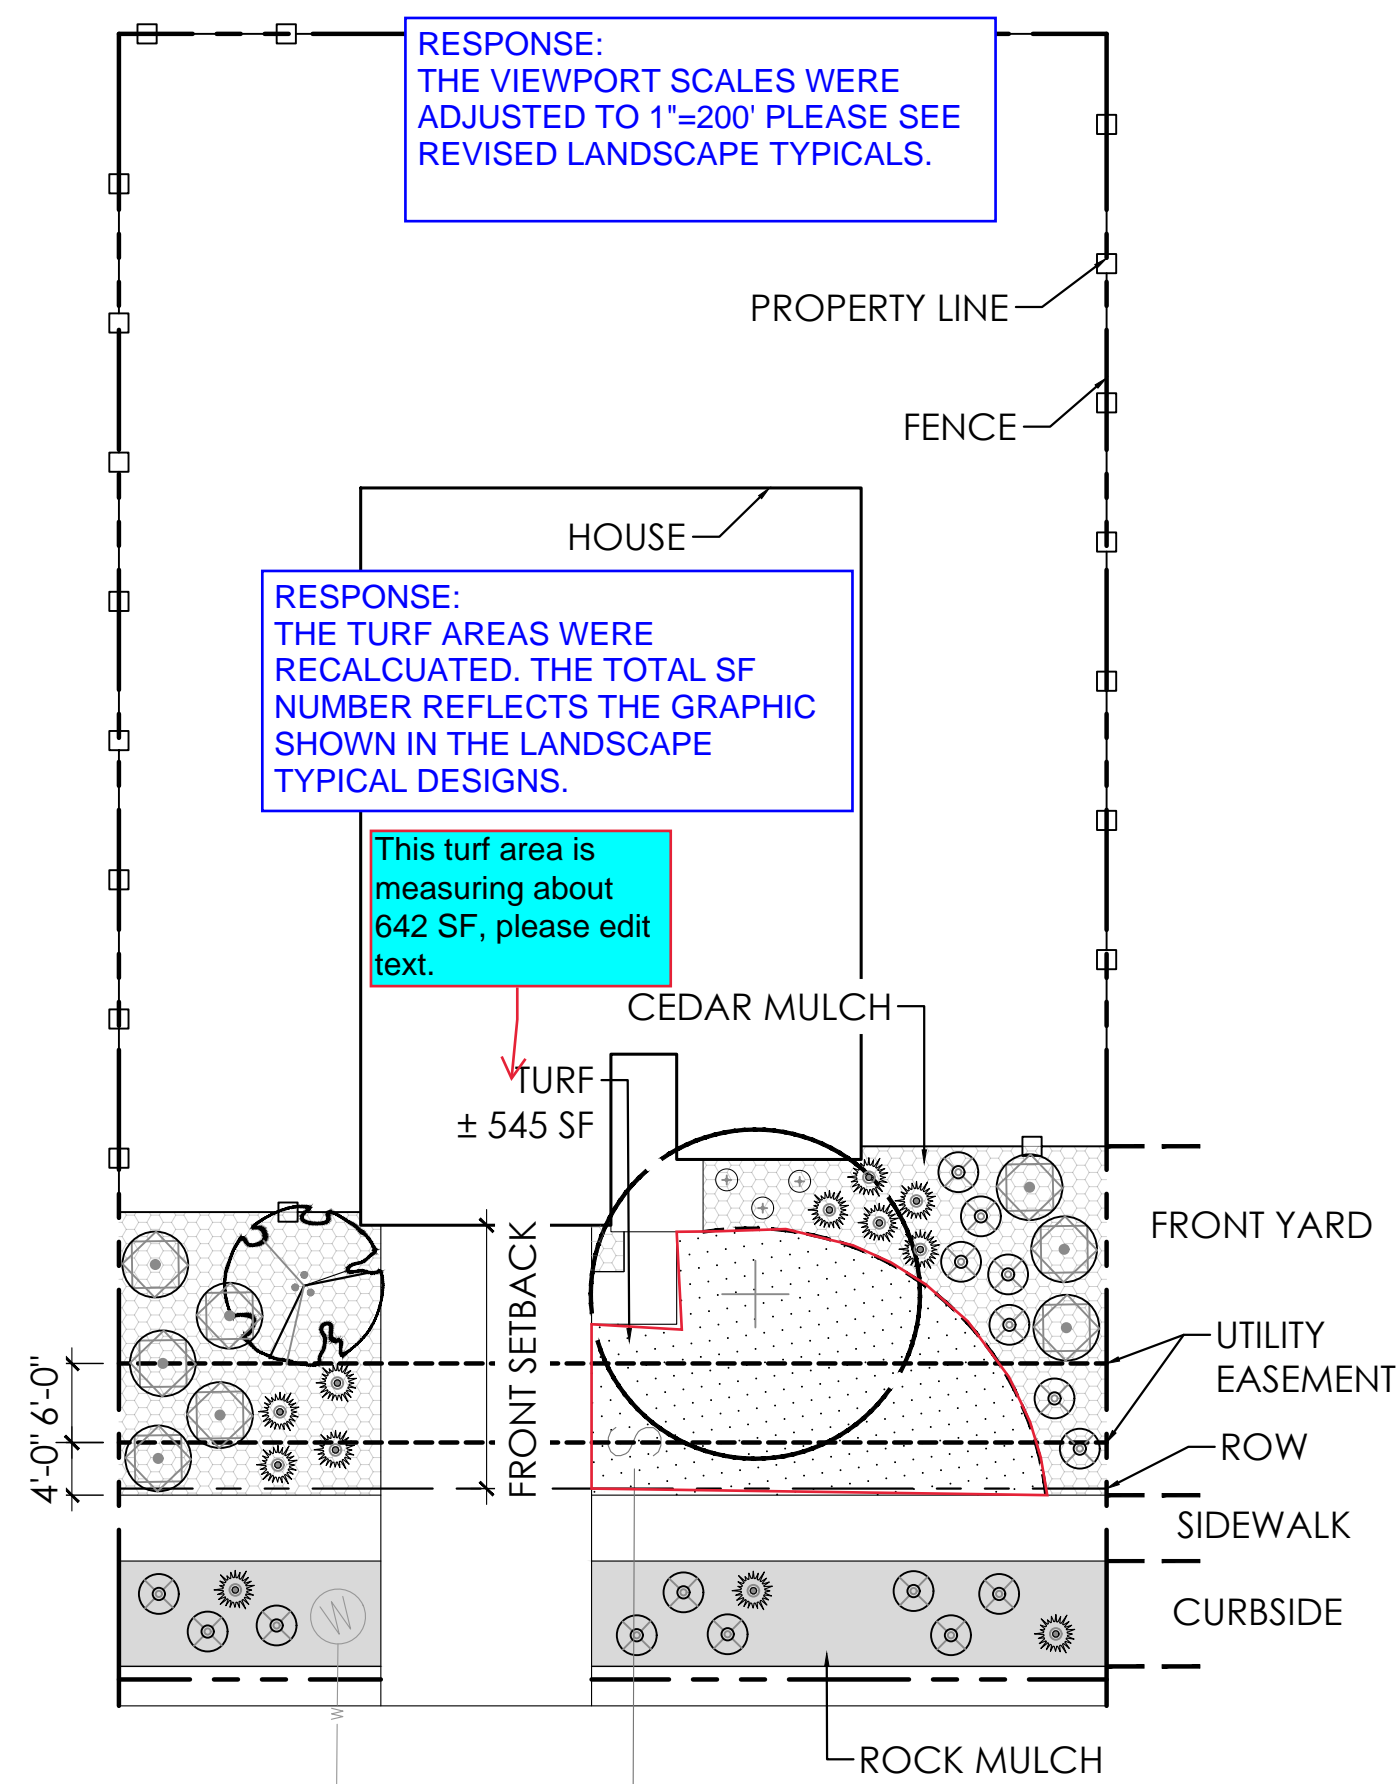 RESPONSE:
THE VIEWPORT SCALES WERE
ADJUSTED TO 1"=200' PLEASE SEE
REVISED LANDSCAPE TYPICALS.
PROPERTY LINE
FENCE
HOUSE
RESPONSE:
THE TURF AREAS WERE
RECALCUATED. THE TOTAL SF
NUMBER REFLECTS THE GRAPHIC
SHOWN IN THE LANDSCAPE
TYPICAL DESIGNS.
This turf area is
measuring about
642 SF, please edit
text.
CEDAR MULCH
TURF
± 545 SF
FRONT YARD
FRONT SETBACK
UTILITY
EASEMENT
4'-0" 6'-0"
S
ROW
SIDEWALK
CURBSIDE
W
W
ROCK MULCH